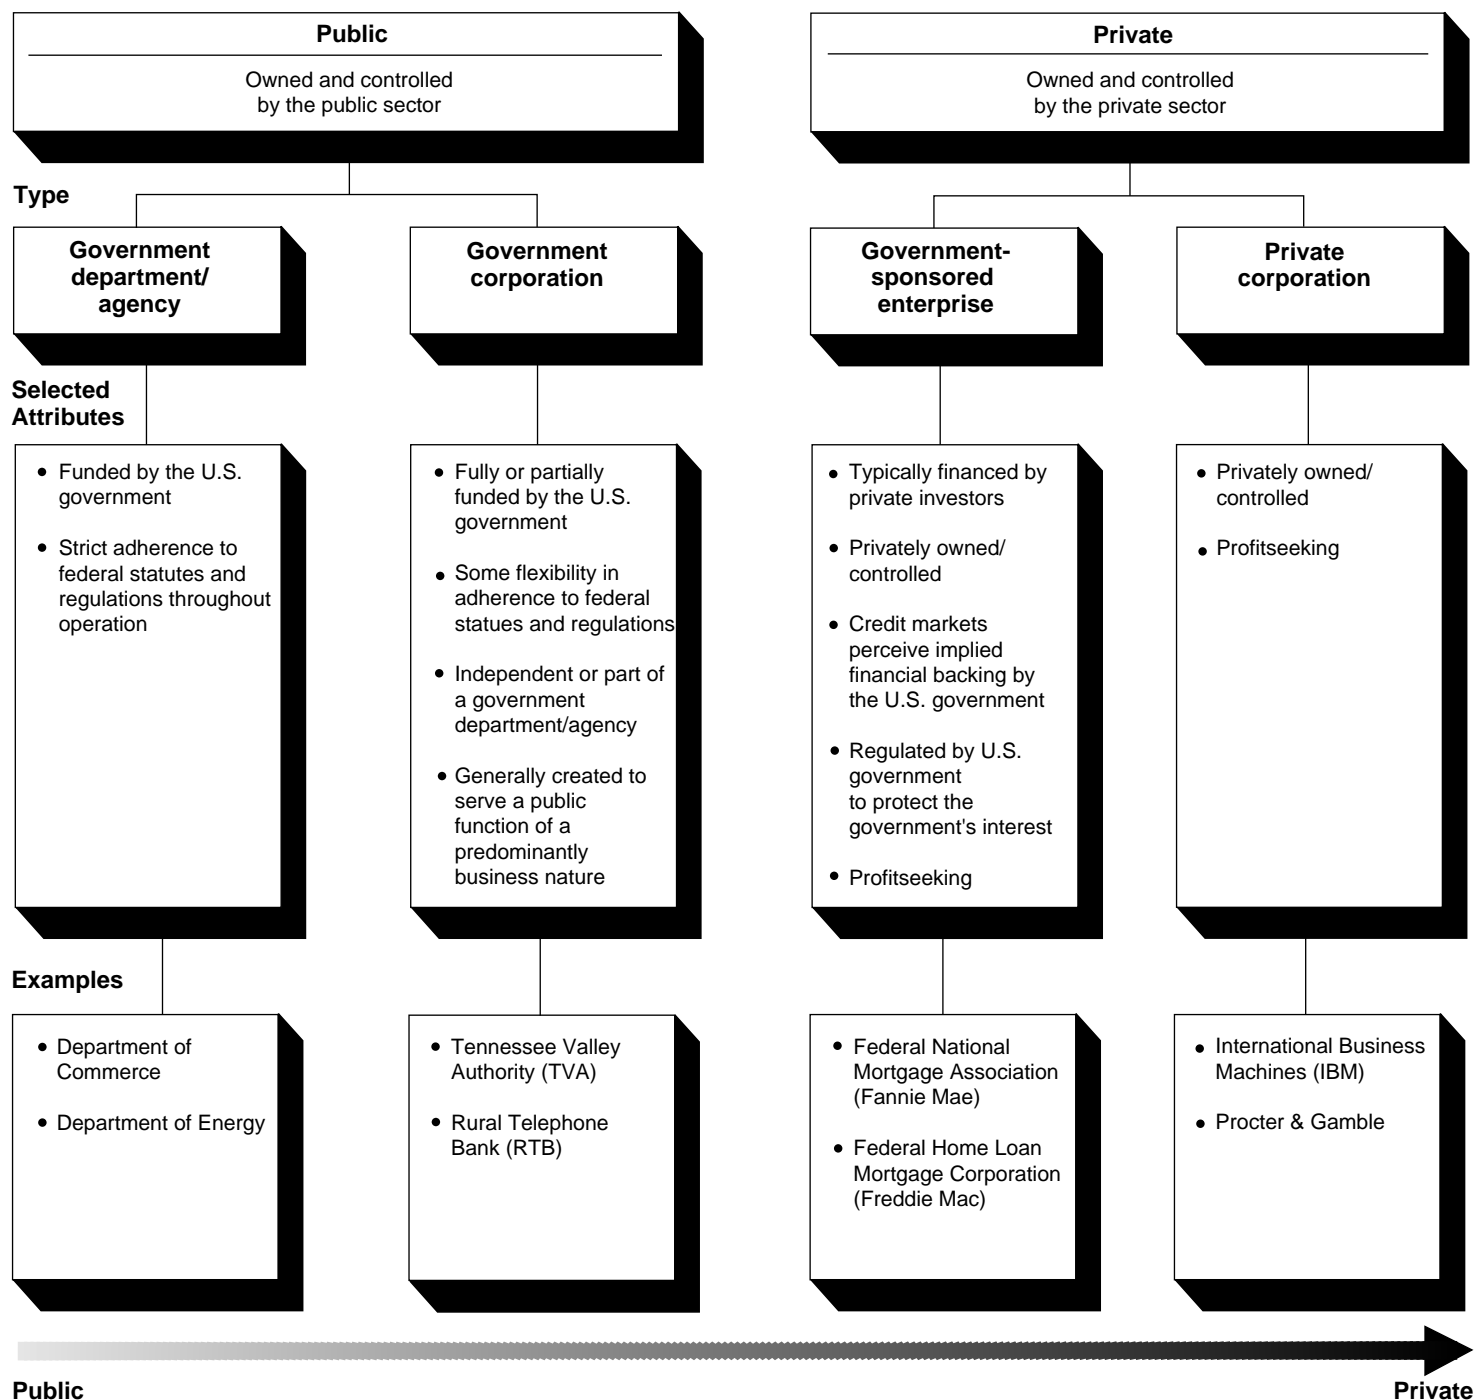 Public
Owned and controlled
by the public sector
Private
Owned and controlled
by the private sector
Type
Government
department/
agency
Government
corporation
Government-
sponsored
enterprise
Private
corporation
Selected
Attributes
• Funded by the U.S.
government
• Strict adherence to
federal statutes and
regulations throughout
operation
• Fully or partially
funded by the U.S.
government
• Some flexibility in
adherence to federal
statues and regulations
• Independent or part of
a government
department/agency
• Generally created to
serve a public
function of a
predominantly
business nature
• Typically financed by
private investors
• Privately owned/
controlled
• Credit markets
perceive implied
financial backing by
the U.S. government
• Regulated by U.S.
government
to protect the
government's interest
• Profitseeking
• Privately owned/
controlled
• Profitseeking
Examples
• Department of
Commerce
• Department of Energy
• Tennessee Valley
Authority (TVA)
• Rural Telephone
Bank (RTB)
• Federal National
Mortgage Association
(Fannie Mae)
• Federal Home Loan
Mortgage Corporation
(Freddie Mac)
• International Business
Machines (IBM)
• Procter & Gamble
Public
Private